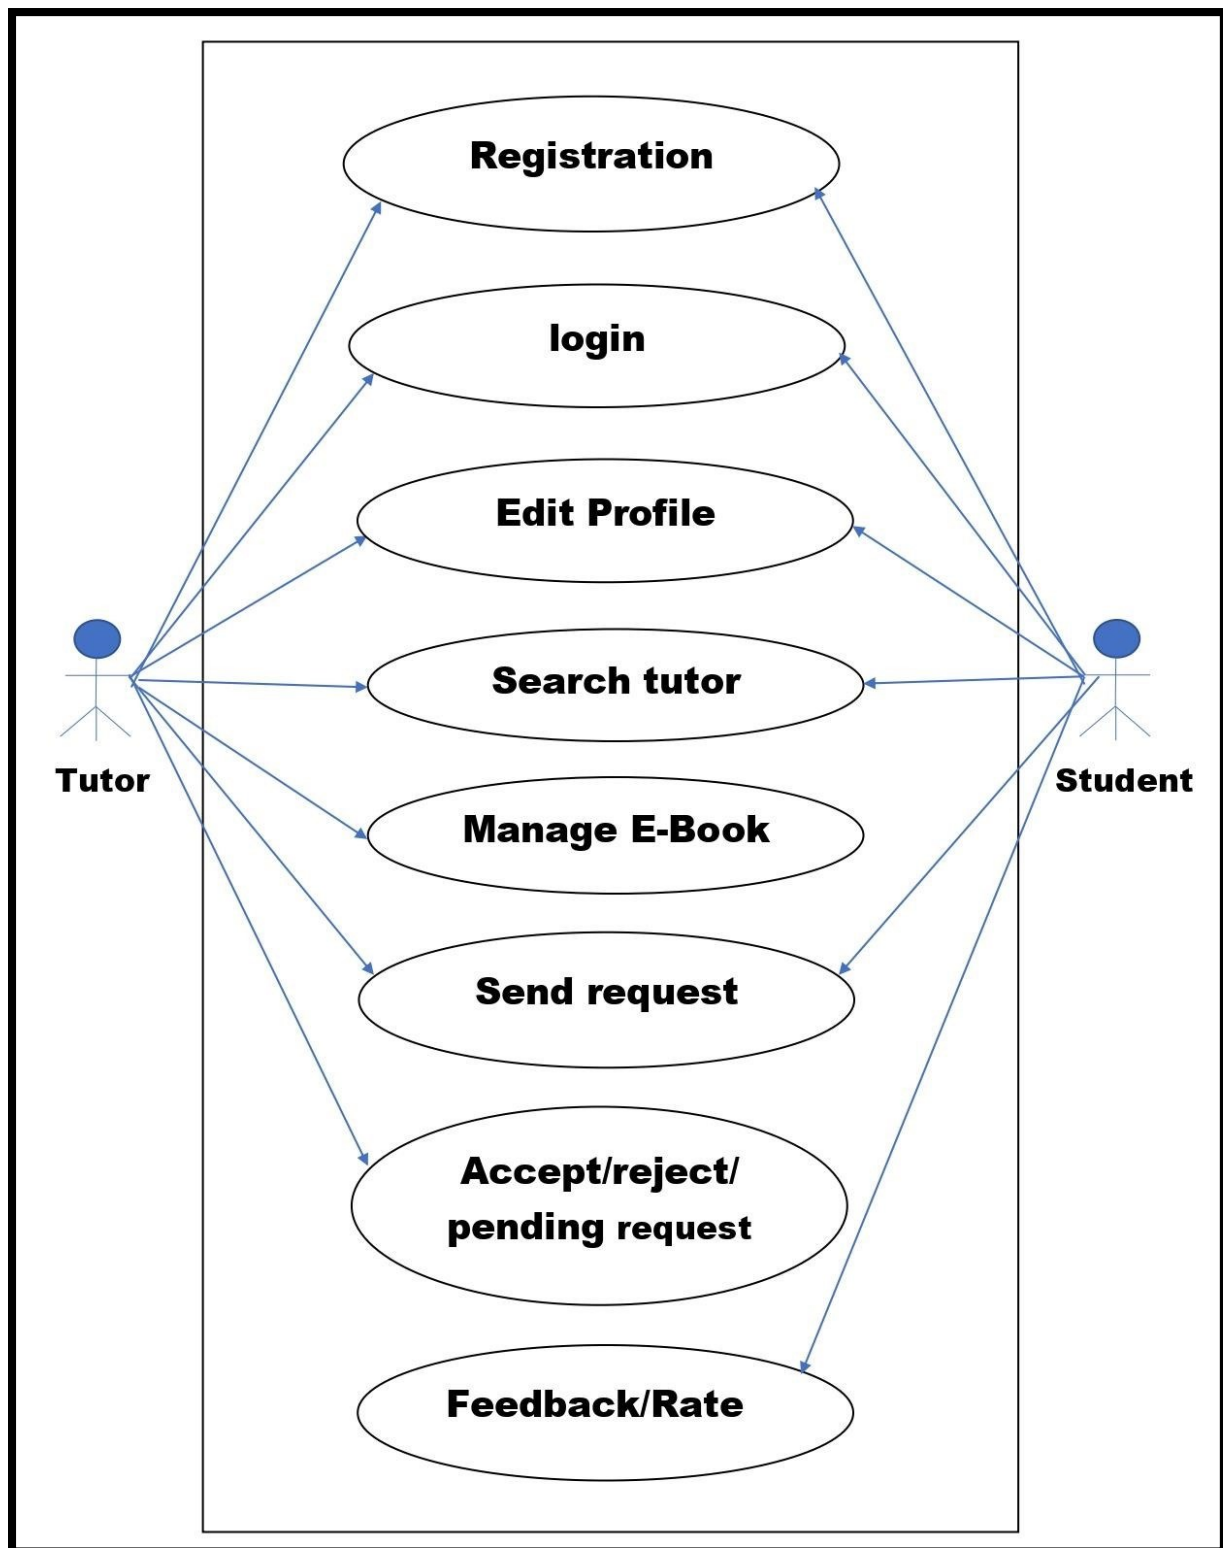 Registration
login
Edit Profile
Search tutor
Tutor
Student
Manage E-Book
Send request
Accept/reject/
pending request
Feedback/Rate